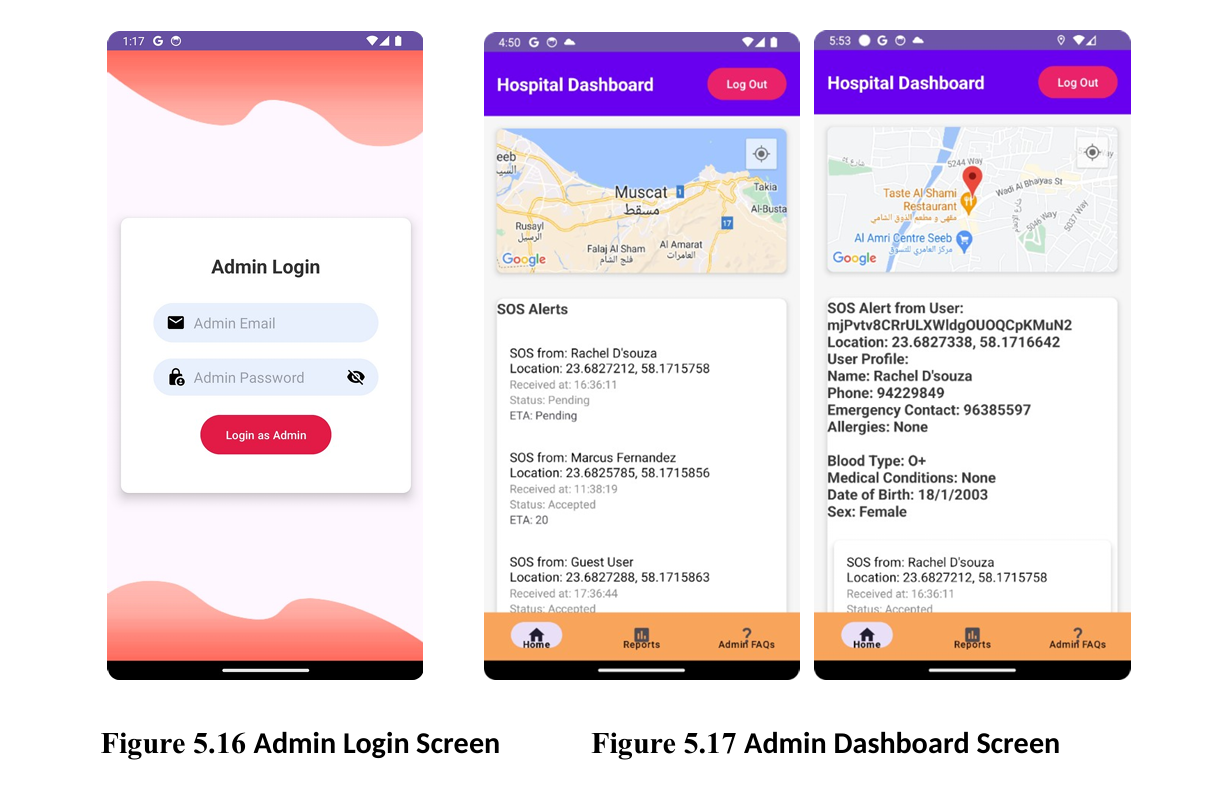 1:17 G
Admin Login
Admin Email
Admin Password
Login as Admin
Figure 5.16 Admin Login Screen
4:50 G
Hospital Dashboard
Log Out
eeb
السيب
Muscat
مسقط
1
Takia
Al-Busta
17
Rusayl
الرسيل
Falaj Al Sham
فلج الشام
Al Amarat
العامرات
Google
SOS Alerts
SOS from: Rachel D'souza
Location: 23.6827212, 58.1715758
Received at: 16:36:11
Status: Pending
ETA: Pending
SOS from: Marcus Fernandez
Location: 23.6825785, 58.1715856
Received at: 11:38:19
Status: Accepted
ETA: 20
SOS from: Guest User
Location: 23.6827288, 58.1715863
Received at: 17:36:44
Status: Accepted
Home
Reports
Admin FAQs
5:53 G
Hospital Dashboard
Log Out
5244 Way
Wadi Al Bhaiyas St
Taste Al Shami
Restaurant
مقهى و مطعم الذوق الشامي
5046 Way
5037 Way
Al Amri Centre Seeb
مركز العامري للتسوق
Google
SOS Alert from User:
mjPvtv8CRrULXWldgOUOQCpKMuN2
Location: 23.6827338, 58.1716642
User Profile:
Name: Rachel D'souza
Phone: 94229849
Emergency Contact: 96385597
Allergies: None
Blood Type: O+
Medical Conditions: None
Date of Birth: 18/1/2003
Sex: Female
SOS from: Rachel D'souza
Location: 23.6827212, 58.1715758
Received at: 16:36:11
Status: Accepted
Home
Reports
Admin FAQs
Figure 5.17 Admin Dashboard Screen